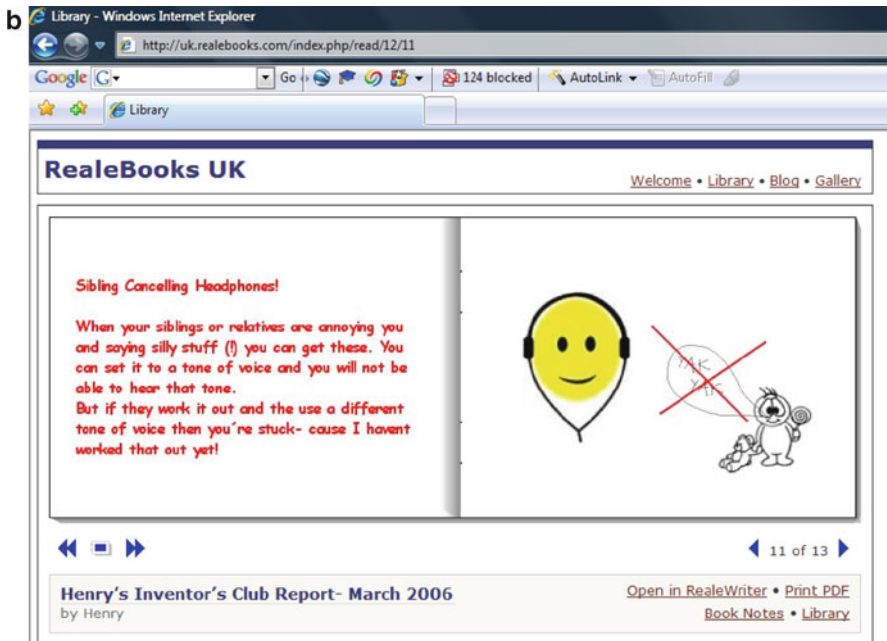 b
Library - Windows Internet Explorer
http://uk.realebooks.com/index.php/read/12/11
Google G Go 124 blocked AutoLink AutoFill
Library
RealeBooks UK
Welcome • Library • Blog • Gallery
Sibling Cancelling Headphones!
When your siblings or relatives are annoying you
and saying silly stuff (!) you can get these. You
can set it to a tone of voice and you will not be
able to hear that tone.
But if they work it out and the use a different
tone of voice then you´re stuck- cause I havent
worked that out yet!
YAK
YAK
11 of 13
Henry's Inventor's Club Report- March 2006
by Henry
Open in RealeWriter • Print PDF
Book Notes • Library